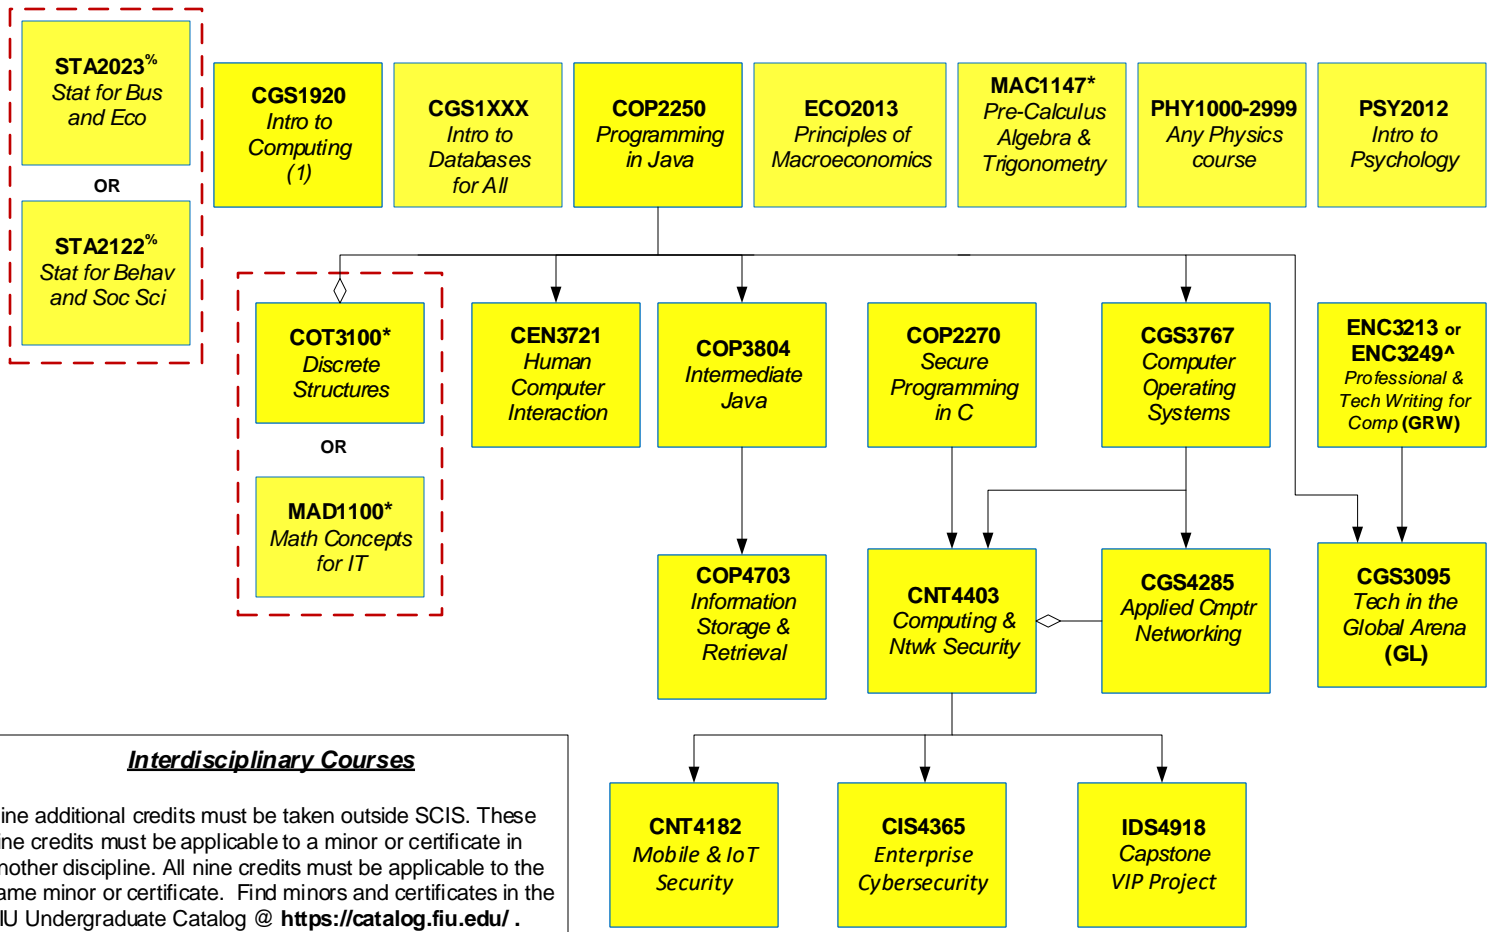 STA2023%
Stat for Bus
and Eco
OR
STA2122%
Stat for Behav
and Soc Sci
CGS1920
Intro to
Computing
(1)
CGS1XXX
Intro to
Databases
for All
COP2250
Programming
in Java
ECO2013
Principles of
Macroeconomics
MAC1147*
Pre-Calculus
Algebra &
Trigonometry
PHY1000-2999
Any Physics
course
PSY2012
Intro to
Psychology
COT3100*
Discrete
Structures
OR
MAD1100*
Math Concepts
for IT
CEN3721
Human
Computer
Interaction
COP3804
Intermediate
Java
COP2270
Secure
Programming
in C
CGS3767
Computer
Operating
Systems
ENC3213 or
ENC3249^
Professional &
Tech Writing for
Comp (GRW)
COP4703
Information
Storage &
Retrieval
CNT4403
Computing &
Ntwk Security
CGS4285
Applied Cmptr
Networking
CGS3095
Tech in the
Global Arena
(GL)
Interdisciplinary Courses
ine additional credits must be taken outside SCIS. These
ine credits must be applicable to a minor or certificate in
nother discipline. All nine credits must be applicable to the
ame minor or certificate. Find minors and certificates in the
IU Undergraduate Catalog @ https://catalog.fiu.edu/ .
CNT4182
Mobile & IoT
Security
CIS4365
Enterprise
Cybersecurity
IDS4918
Capstone
VIP Project